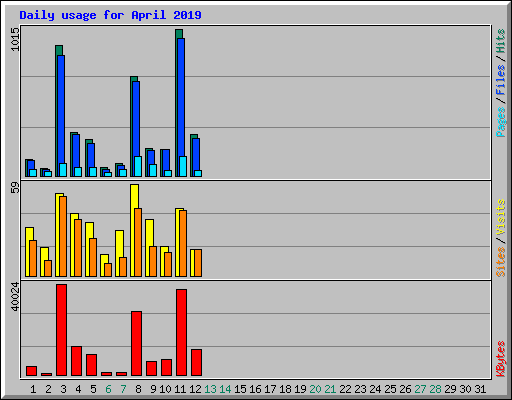 Daily usage for April 2019
1015
Pages / Files / Hits
59
Sites / Visits
40024
KBytes
1 2 3 4 5 6 7 8 9 10 11 12 13 14 15 16 17 18 19 20 21 22 23 24 25 26 27 28 29 30 31